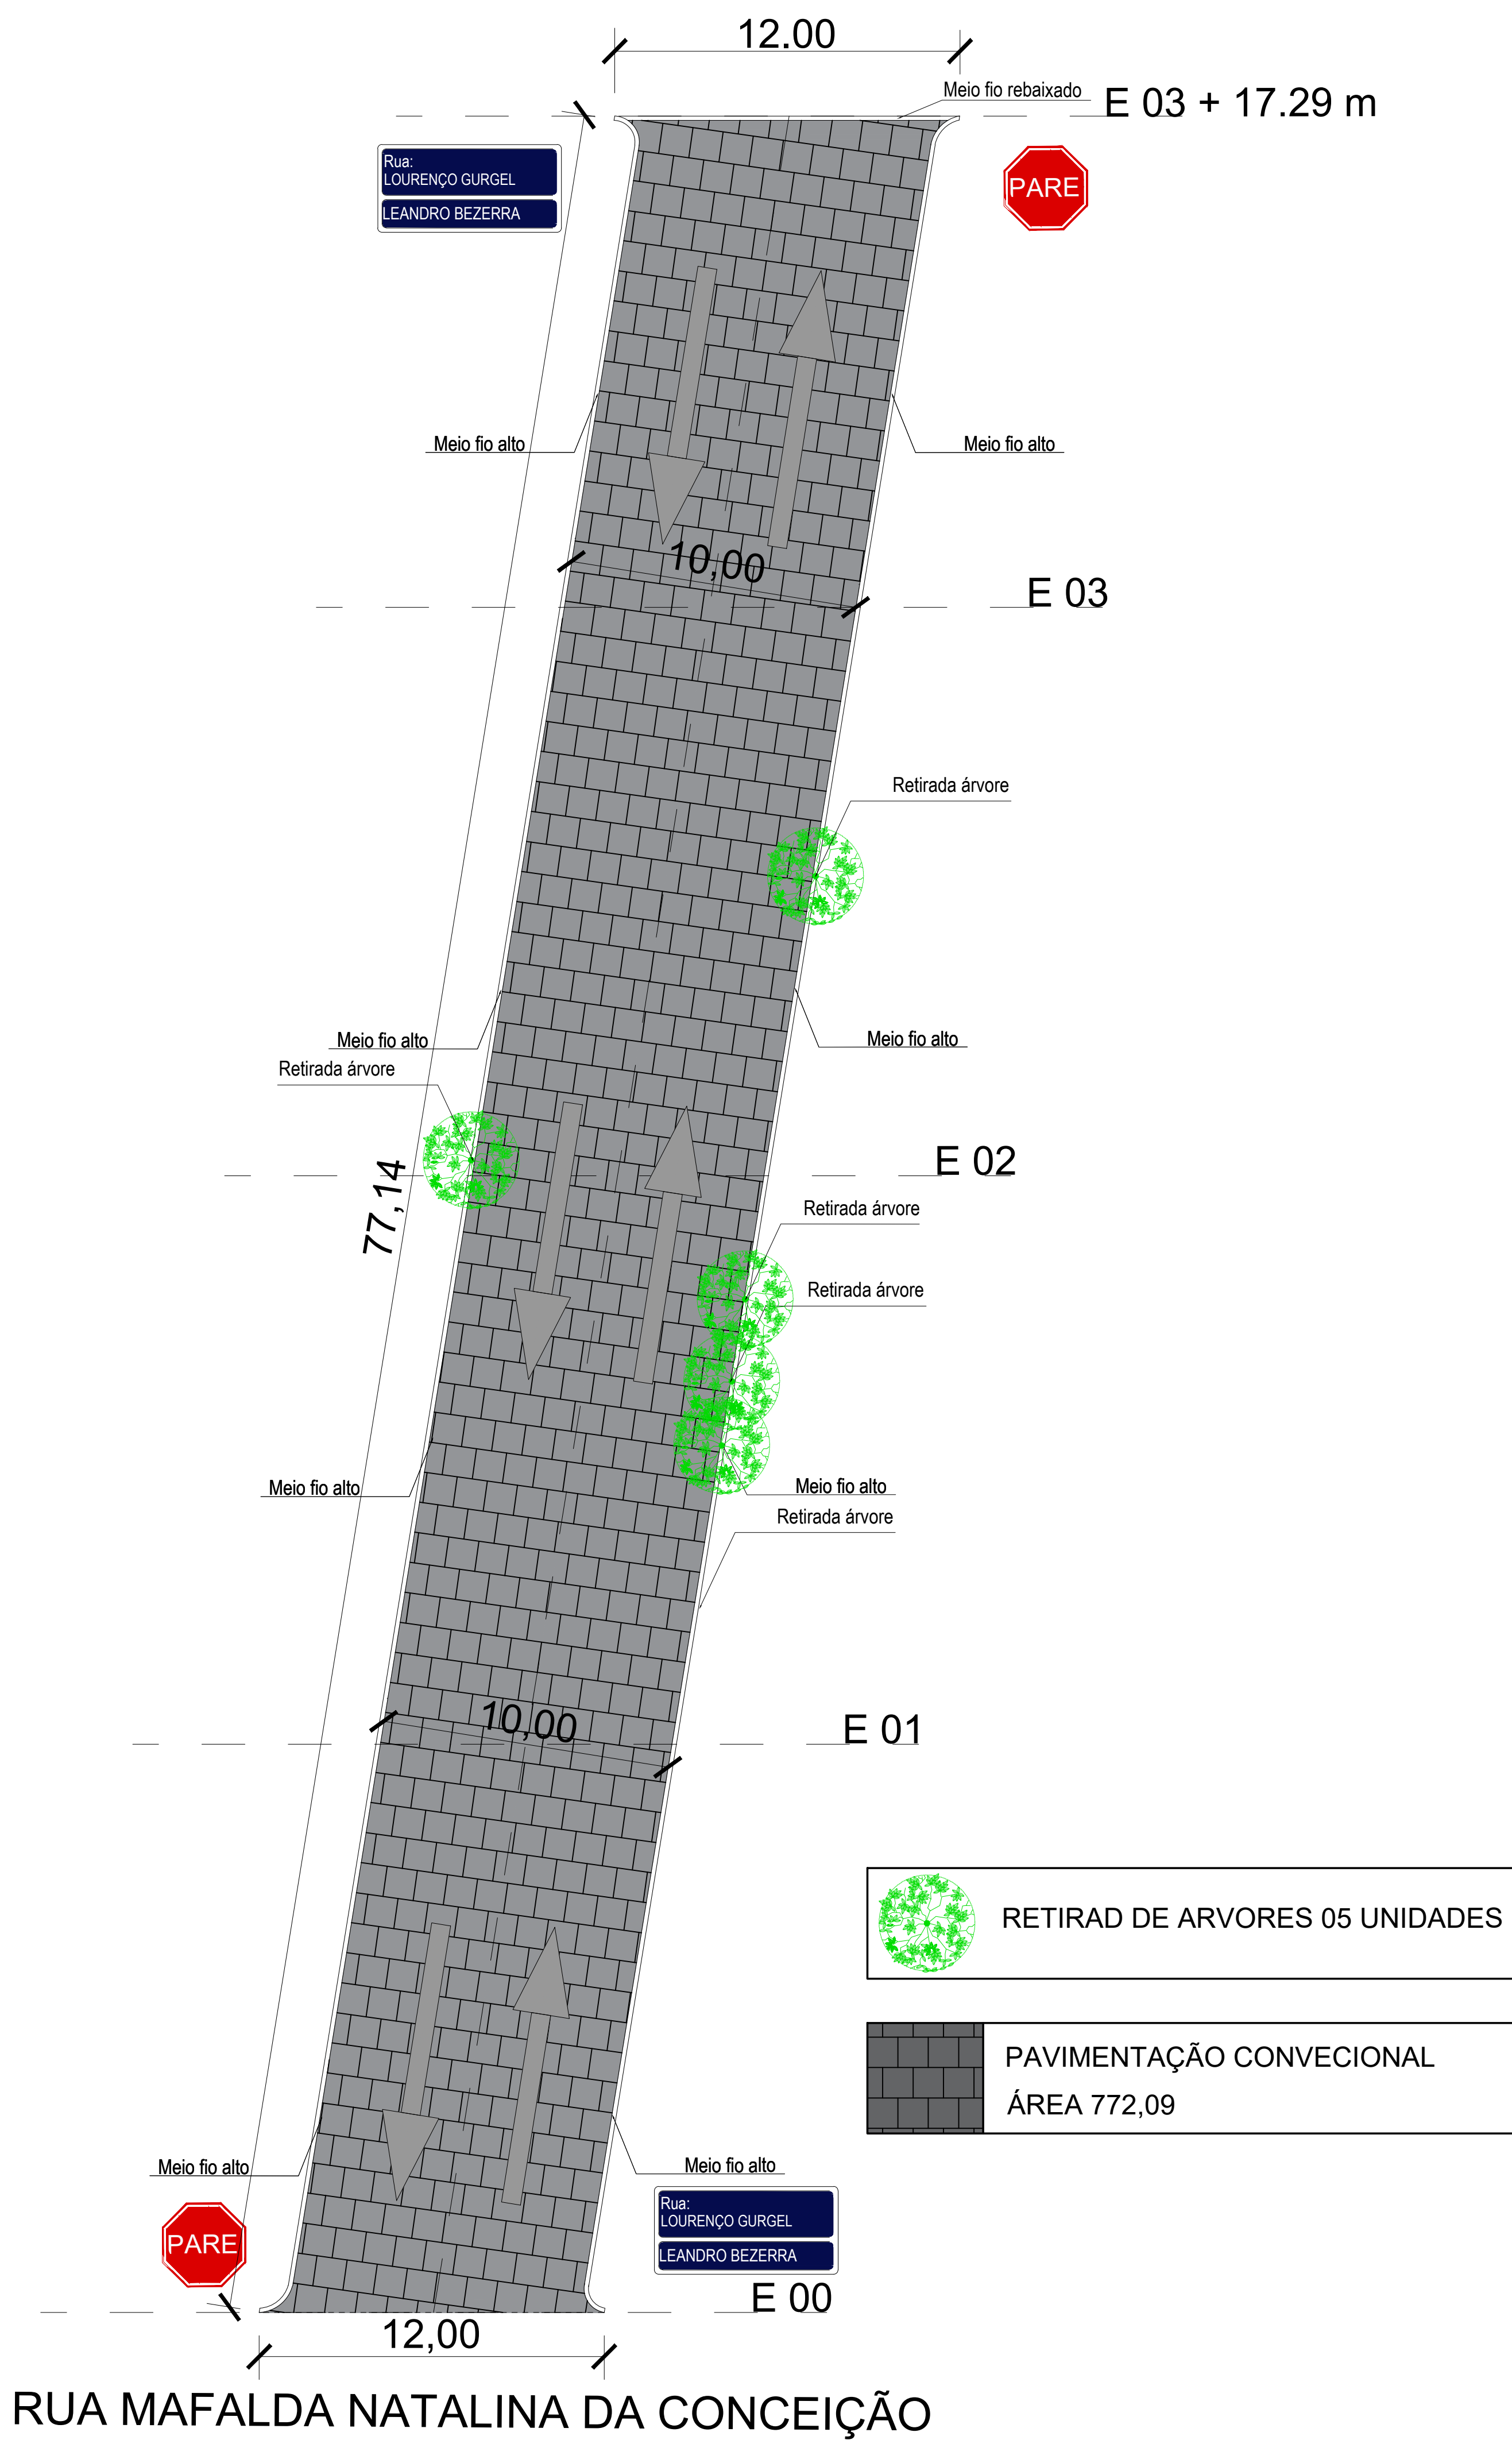 12.00
Meio fio rebaixado
E 03 + 17.29 m
Rua:
LOURENÇO GURGEL
LEANDRO BEZERRA
PARE
Meio fio alto
Meio fio alto
10,00
E 03
Retirada árvore
Meio fio alto
Meio fio alto
Retirada árvore
77,14
E 02
Retirada árvore
Retirada árvore
Meio fio alto
Meio fio alto
Retirada árvore
10,00
E 01
RETIRAD DE ARVORES 05 UNIDADES
PAVIMENTAÇÃO CONVECIONAL
ÁREA 772,09
Meio fio alto
Meio fio alto
PARE
Rua:
LOURENÇO GURGEL
LEANDRO BEZERRA
E 00
12,00
RUA MAFALDA NATALINA DA CONCEIÇÃO